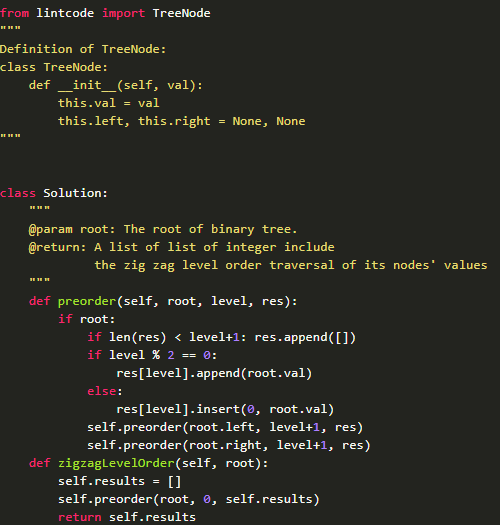 from lintcode import TreeNode
"""
Definition of TreeNode:
class TreeNode:
    def __init__(self, val):
        this.val = val
        this.left, this.right = None, None
"""
class Solution:
    """
    @param root: The root of binary tree.
    @return: A list of list of integer include
             the zig zag level order traversal of its nodes' values
    """
    def preorder(self, root, level, res):
        if root:
            if len(res) < level+1: res.append([])
            if level % 2 == 0:
                res[level].append(root.val)
            else:
                res[level].insert(0, root.val)
            self.preorder(root.left, level+1, res)
            self.preorder(root.right, level+1, res)
    def zigzagLevelOrder(self, root):
        self.results = []
        self.preorder(root, 0, self.results)
        return self.results